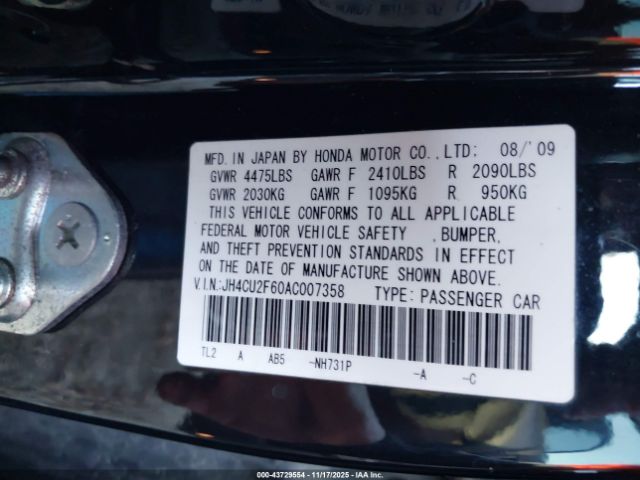 MFD. IN JAPAN BY HONDA MOTOR CO., LTD: 08/'09
GVWR 4475LBS GAWR F 2410LBS R 2090LBS
GVWR 2030KG GAWR F 1095KG R 950KG
THIS VEHICLE CONFORMS TO ALL APPLICABLE
FEDERAL MOTOR VEHICLE SAFETY , BUMPER,
AND THEFT PREVENTION STANDARDS IN EFFECT
ON THE DATE OF MANUFACTURE SHOWN ABOVE.
V.I.N.:JH4CU2F60AC007358 TYPE: PASSENGER CAR
TL2 A AB5 -NH731P -A -C
000-43729554 | 11/17/2025 | © IAA Holdings, LLC